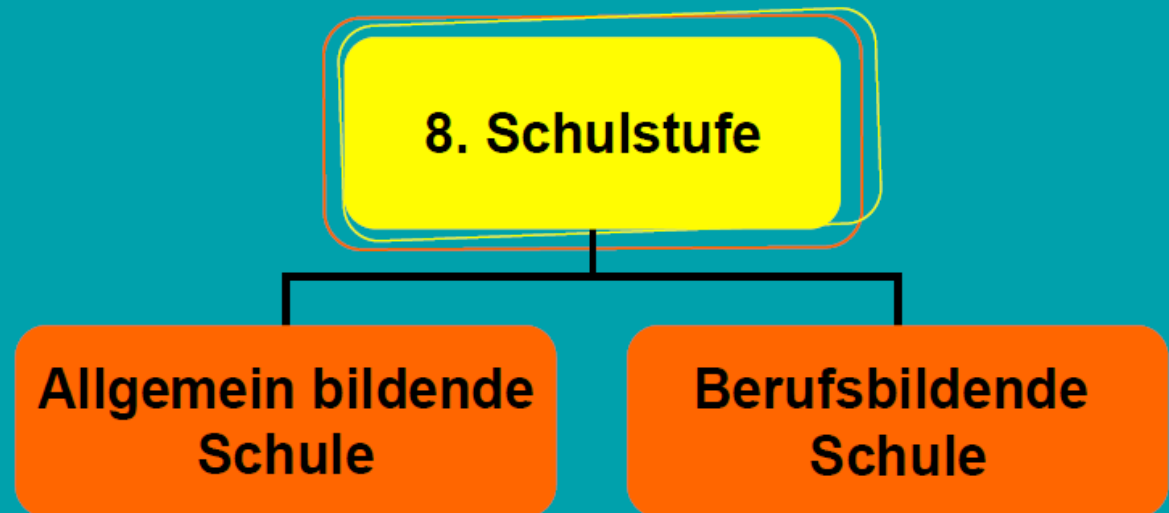 8. Schulstufe
Allgemein bildende
Schule
Berufsbildende
Schule